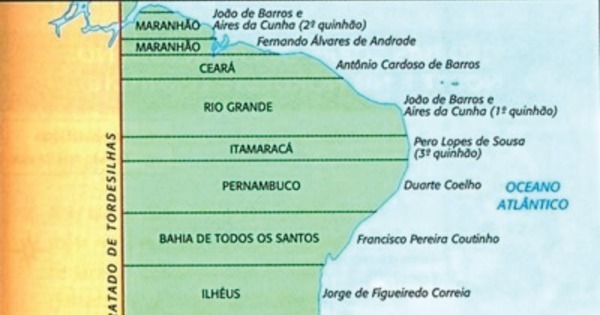 João de Barros e
MARANHÃO Aires da Cunha (2º quinhão)
MARANHÃO Fernando Álvares de Andrade
CEARÁ Antônio Cardoso de Barros
João de Barros e
RIO GRANDE Aires da Cunha (1º quinhão)
Pero Lopes de Sousa
ITAMARACÁ (3º quinhão)
PERNAMBUCO Duarte Coelho OCEANO
ATLÂNTICO
BAHIA DE TODOS OS SANTOS Francisco Pereira Coutinho
ILHÉUS Jorge de Figueiredo Correia
RATADO DE TORDESILHAS